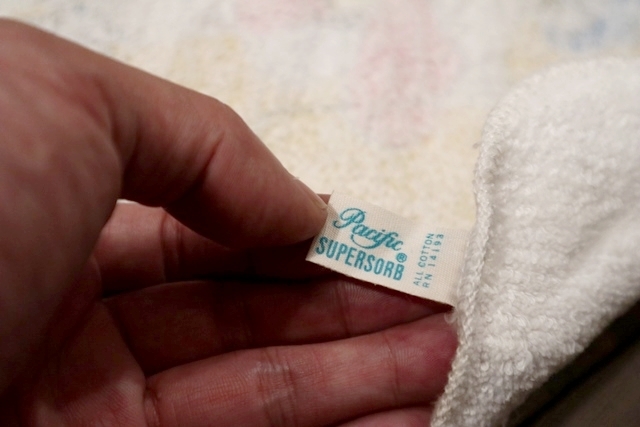 Pacific
SUPERSORB®
ALL COTTON
RN 14193